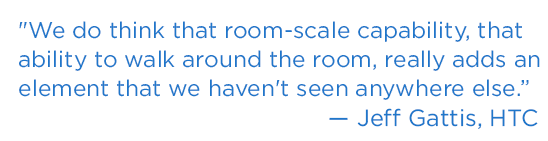 "We do think that room-scale capability, that
ability to walk around the room, really adds an
element that we haven't seen anywhere else.”
— Jeff Gattis, HTC